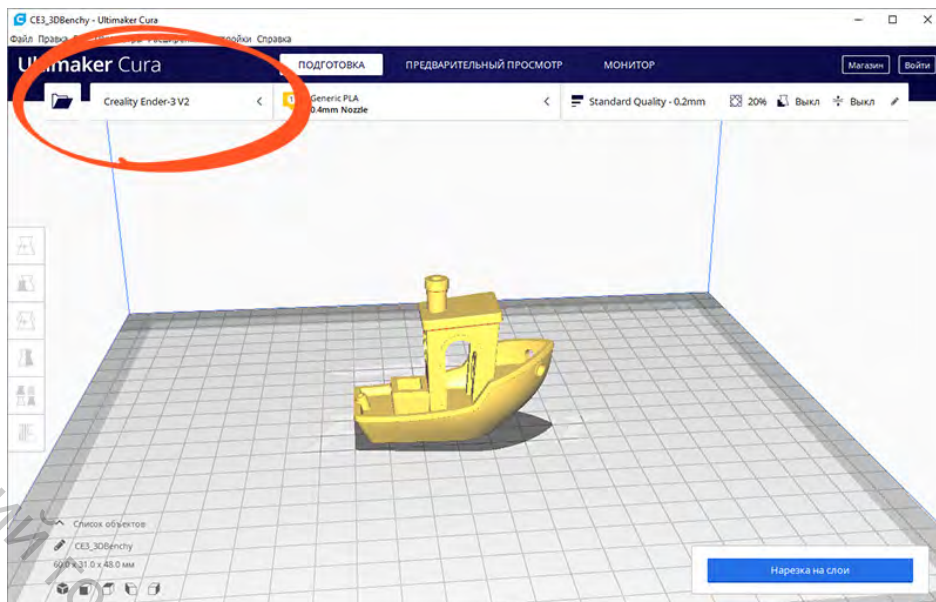 CE3_3DBenchy - Ultimaker Cura
Файл Правка Справка
Ultimaker Cura ПОДГОТОВКА ПРЕДВАРИТЕЛЬНЫЙ ПРОСМОТР МОНИТОР Магазин Войти
Creality Ender-3 V2
1 Generic PLA
0.4mm Nozzle
Standard Quality - 0.2mm 20% Выкл Выкл
Список объектов
CE3_3DBenchy
60.0 x 31.0 x 48.0 мм
Нарезка на слои